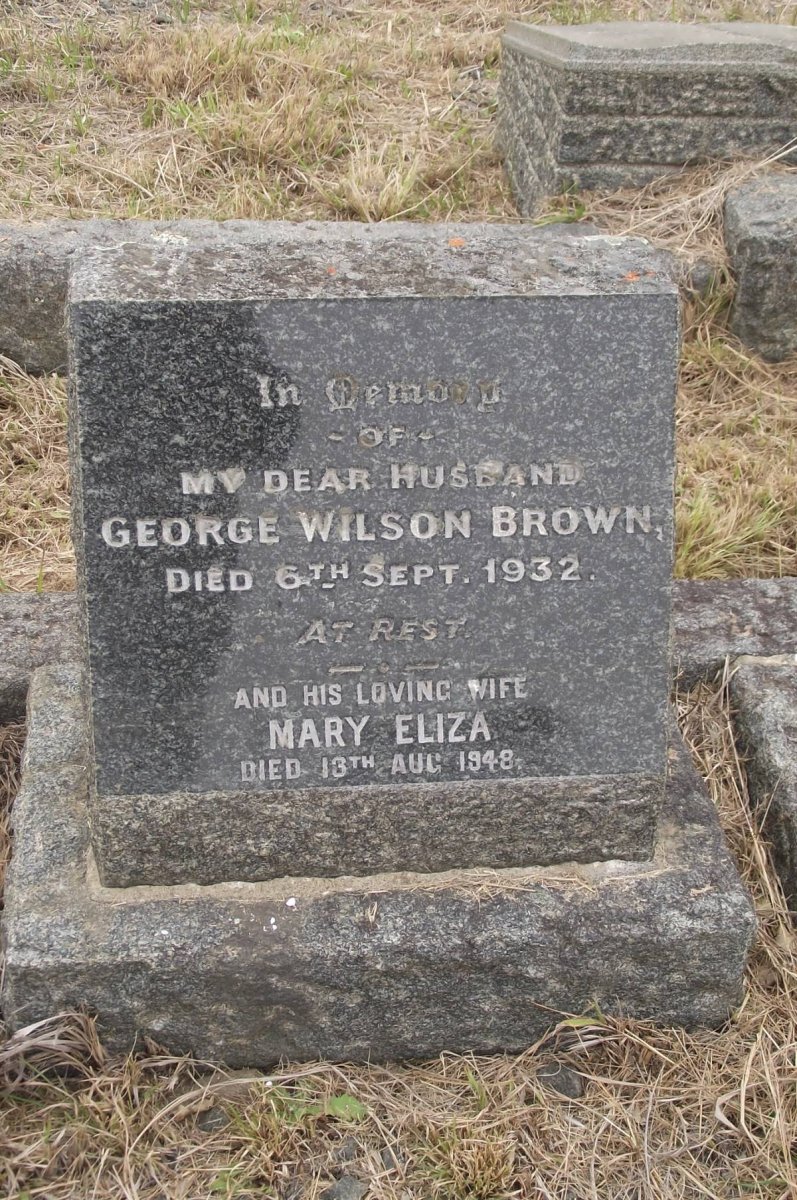 In Memory
- OF -
MY DEAR HUSBAND
GEORGE WILSON BROWN,
DIED 6TH SEPT. 1932.
AT REST.
AND HIS LOVING WIFE
MARY ELIZA
DIED 13TH AUG 1948.